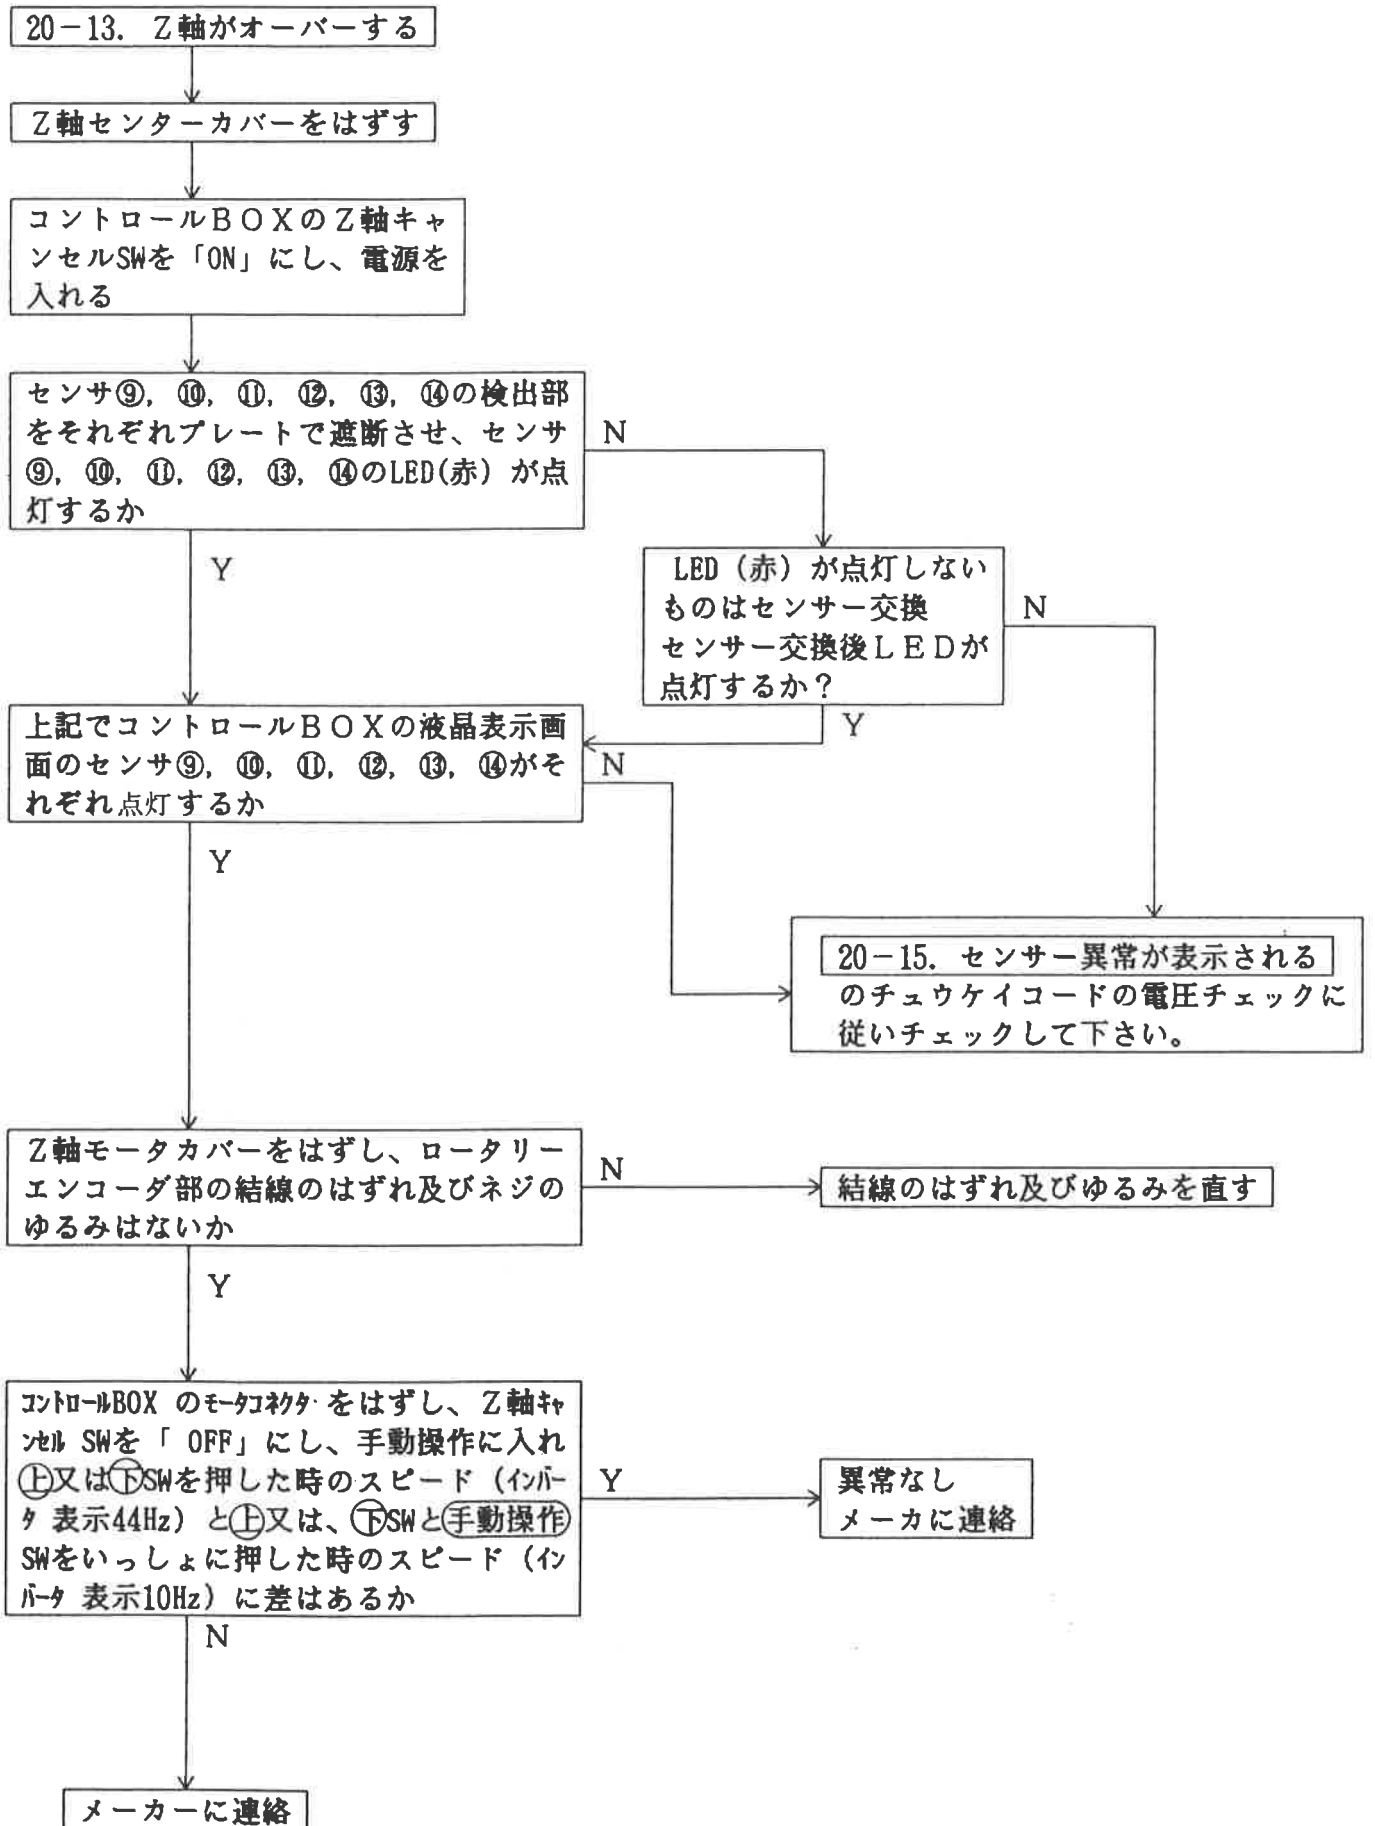 20-13. Z軸がオーバーする
Z軸センターカバーをはずす
コントロールBOXのZ軸キャ
ンセルSWを「ON」にし、電源を
入れる
センサ⑨, ⑩, ⑪, ⑫, ⑬, ⑭の検出部
をそれぞれプレートで遮断させ、センサ
⑨, ⑩, ⑪, ⑫, ⑬, ⑭のLED(赤) が点
灯するか
N
Y
LED (赤) が点灯しない
ものはセンサー交換
センサー交換後LEDが
点灯するか?
N
Y
上記でコントロールBOXの液晶表示画
面のセンサ⑨, ⑩, ⑪, ⑫, ⑬, ⑭がそ
れぞれ点灯するか
N
Y
20-15. センサー異常が表示される
のチュウケイコードの電圧チェックに
従いチェックして下さい。
Z軸モータカバーをはずし、ロータリー
エンコーダ部の結線のはずれ及びネジの
ゆるみはないか
N
結線のはずれ及びゆるみを直す
Y
コントロールBOX のモータコネクタ をはずし、Z軸キャ
ンセル SWを「 OFF」にし、手動操作に入れ
㊤又は㊦SWを押した時のスピード (インバー
タ 表示44Hz) と㊤又は、㊦SWと手動操作
SWをいっしょに押した時のスピード (イン
バータ 表示10Hz) に差はあるか
Y
異常なし
メーカに連絡
N
メーカーに連絡